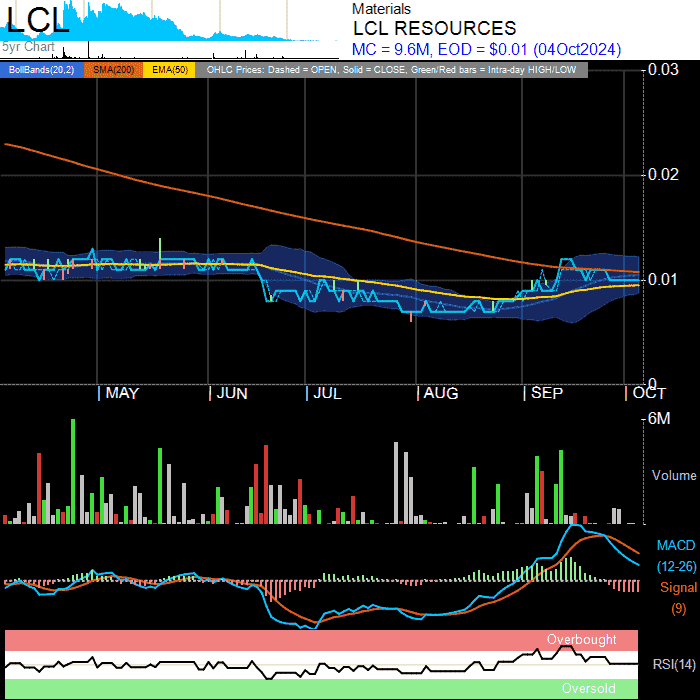 LCL
5yr Chart
Materials
LCL RESOURCES
MC = 9.6M, EOD = $0.01 (04Oct2024)
BollBands(20,2) SMA(200) EMA(50) OHLC Prices: Dashed = OPEN, Solid = CLOSE, Green/Red bars = Intra-day HIGH/LOW
0.03
0.02
0.01
0
MAY JUN JUL AUG SEP OCT
6M
Volume
MACD
(12-26)
Signal
(9)
Overbought
RSI(14)
Oversold